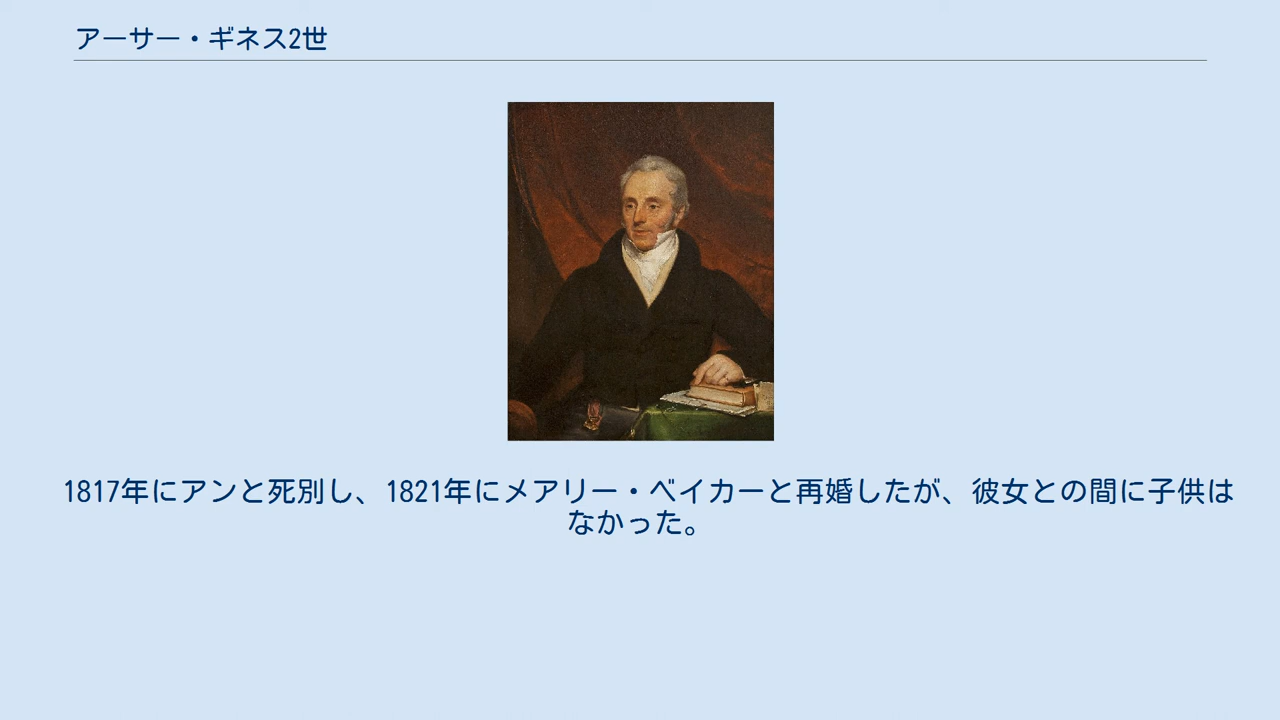 アーサー・ギネス2世
1817年にアンと死別し、1821年にメアリー・ベイカーと再婚したが、彼女との間に子供は
なかった。